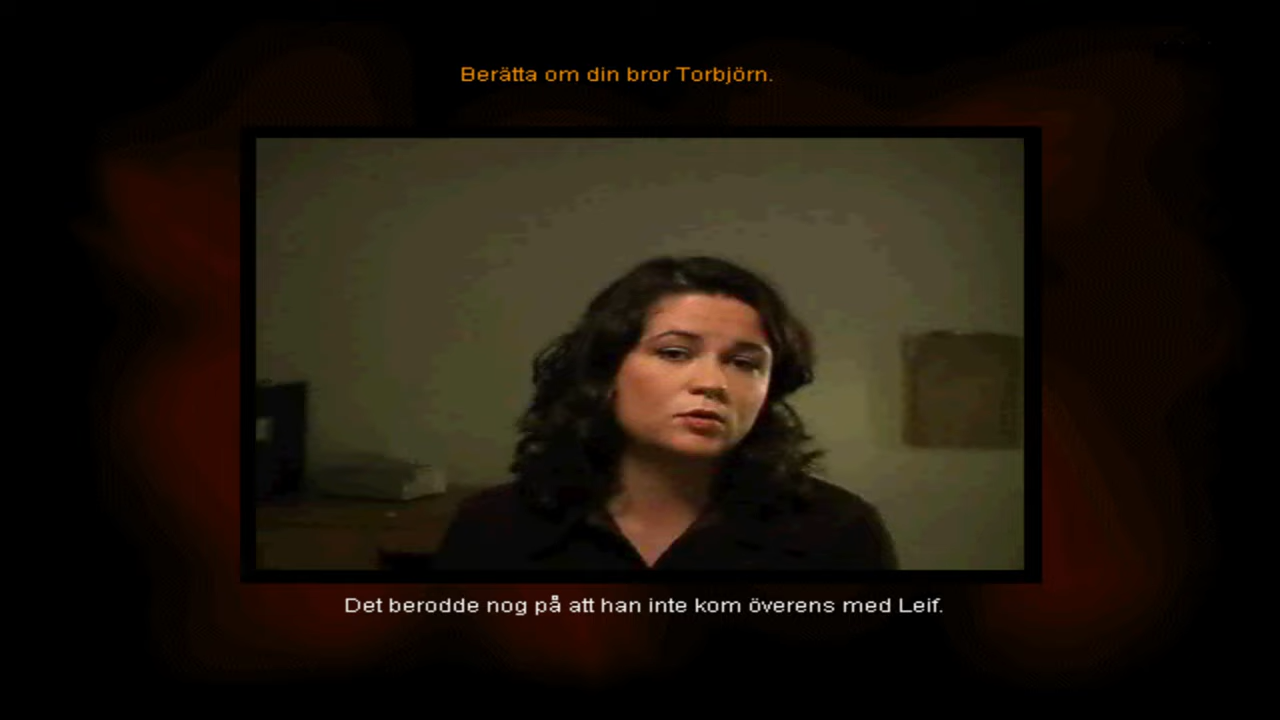 Berätta om din bror Torbjörn.
Det berodde nog på att han inte kom överens med Leif.